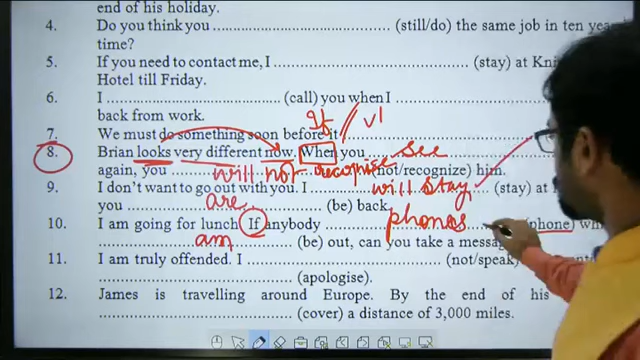 end of his holiday.
4. Do you think you ........ (still/do) the same job in ten
time?
5. If you need to contact me, I ........ (stay) at
Hotel till Friday.
6. I ........ (call) you when I ........
back from work.
If // v1
7. We must do something soon before it
8. Brian looks very different now. When you see
again, you will not recognise (not/recognize) him.
9. I don't want to go out with you. I will stay (stay) at
you are (be) back.
10. I am going for lunch. If anybody phones (phone)
am (be) out, can you take a
11. I am truly offended. I ........ (not/speak)
........ (apologise).
12. James is travelling around Europe. By the end of his
........ (cover) a distance of 3,000 miles.